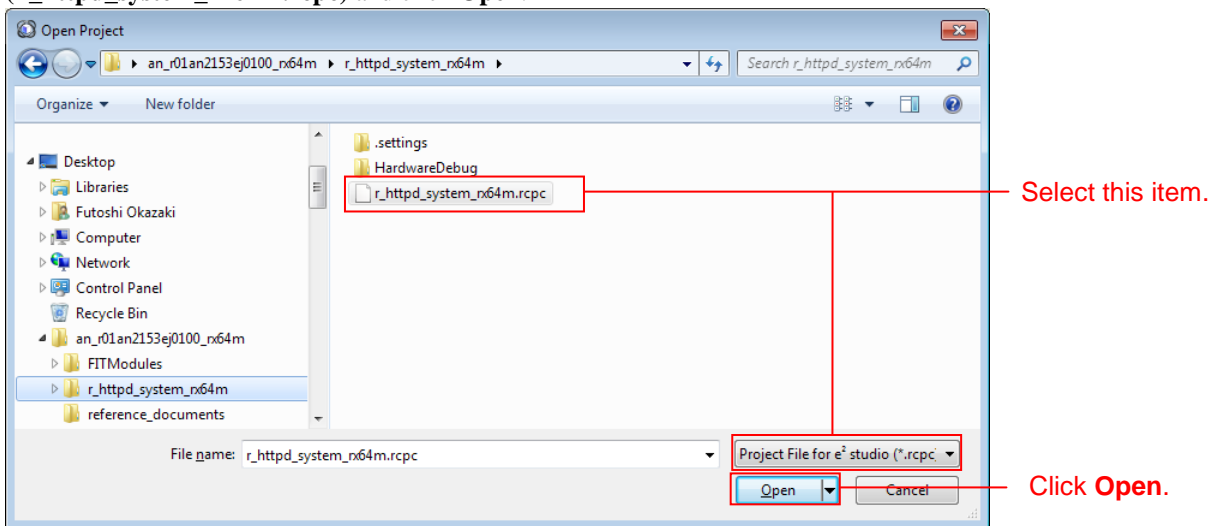 Open Project
an_r01an2153ej0100_rx64m ▸ r_httpd_system_rx64m ▸
Search r_httpd_system_rx64m
Organize ▾ New folder
.settings
Desktop
HardwareDebug
Libraries
r_httpd_system_rx64m.rcpc
Select this item.
Futoshi Okazaki
Computer
Network
Control Panel
Recycle Bin
an_r01an2153ej0100_rx64m
FITModules
r_httpd_system_rx64m
reference_documents
File name: r_httpd_system_rx64m.rcpc
Project File for e² studio (*.rcpc
Open
Cancel
Click Open.